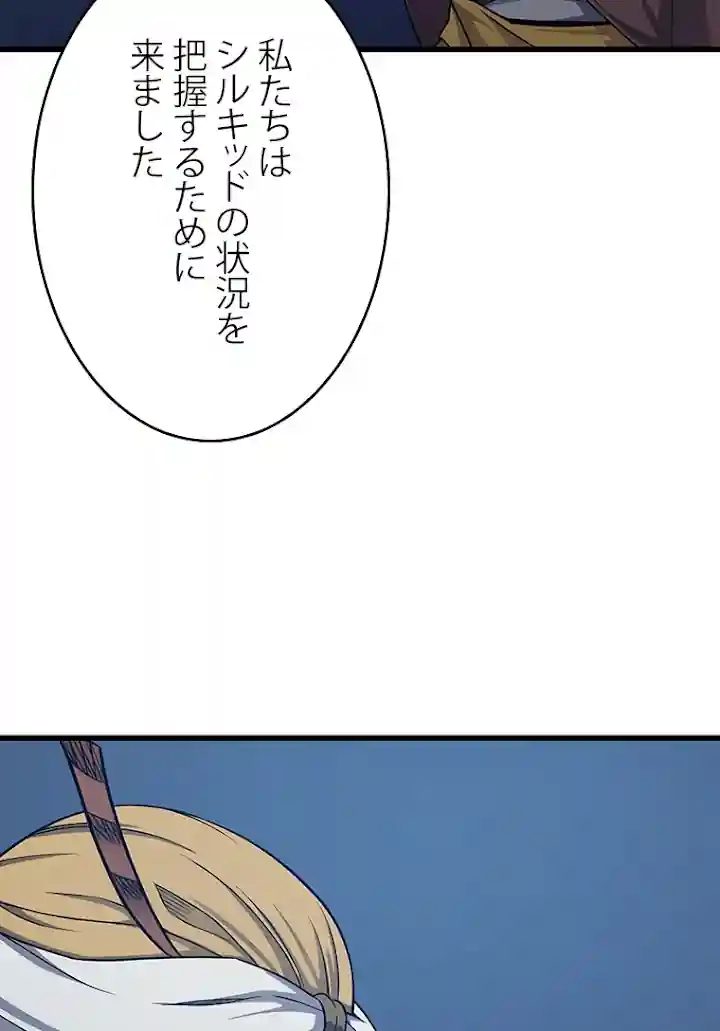 私たちは
シルキッドの状況を
把握するために
来ました